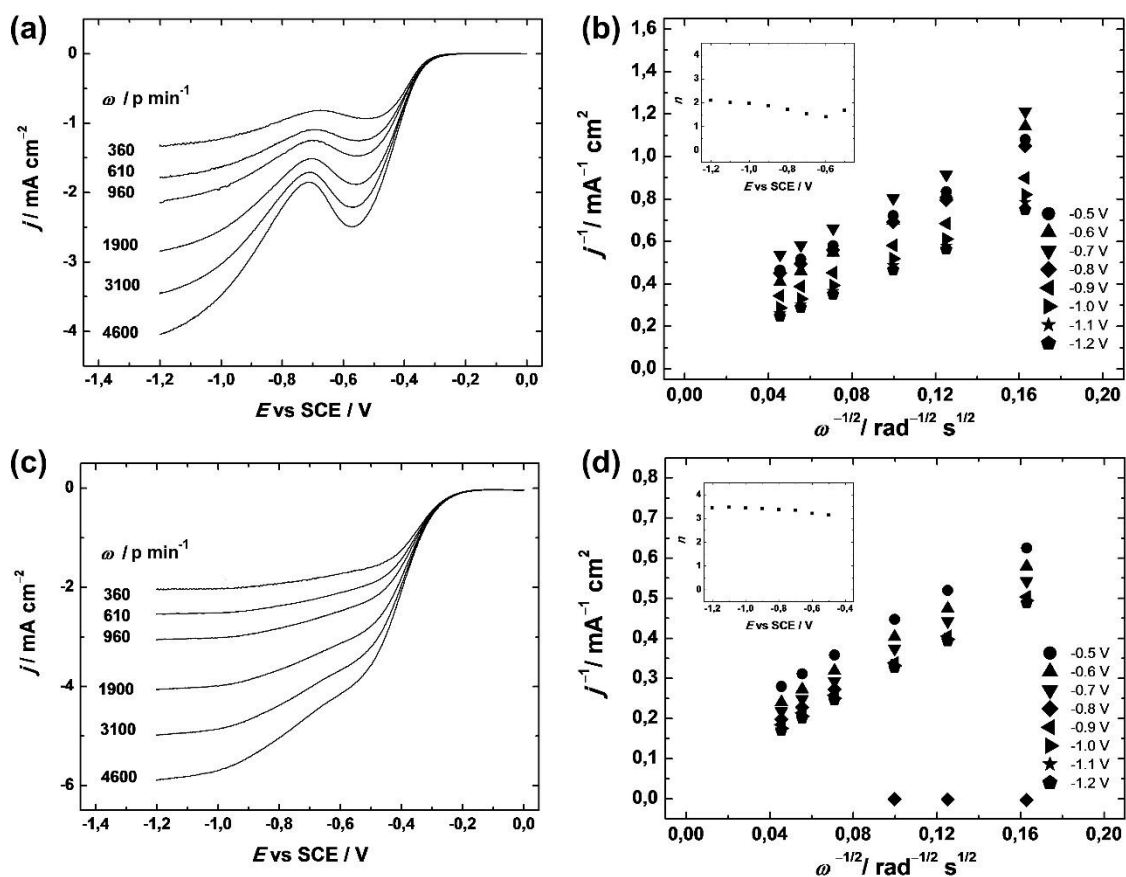 (a)
0
-1
-2
-3
-4
j / mA cm⁻²
ω / p min⁻¹
360
610
960
1900
3100
4600
-1,4 -1,2 -1,0 -0,8 -0,6 -0,4 -0,2 0,0
E vs SCE / V
(b)
1,6
1,4
1,2
1,0
0,8
0,6
0,4
0,2
0,0
j⁻¹/ mA⁻¹ cm²
4
3
2
1
0
n
-1,2 -1,0 -0,8 -0,6
E vs SCE / V
-0.5 V
-0.6 V
-0.7 V
-0.8 V
-0.9 V
-1.0 V
-1.1 V
-1.2 V
0,00 0,04 0,08 0,12 0,16 0,20
ω⁻¹/²/ rad⁻¹/² s¹/²
(c)
0
-2
-4
-6
j / mA cm⁻²
ω / p min⁻¹
360
610
960
1900
3100
4600
-1,4 -1,2 -1,0 -0,8 -0,6 -0,4 -0,2 0,0
E vs SCE / V
(d)
0,8
0,7
0,6
0,5
0,4
0,3
0,2
0,1
0,0
j⁻¹/ mA⁻¹ cm²
4
3
2
1
0
n
-1,2 -1,0 -0,8 -0,6 -0,4
E vs SCE / V
-0.5 V
-0.6 V
-0.7 V
-0.8 V
-0.9 V
-1.0 V
-1.1 V
-1.2 V
0,00 0,04 0,08 0,12 0,16 0,20
ω⁻¹/²/ rad⁻¹/² s¹/²